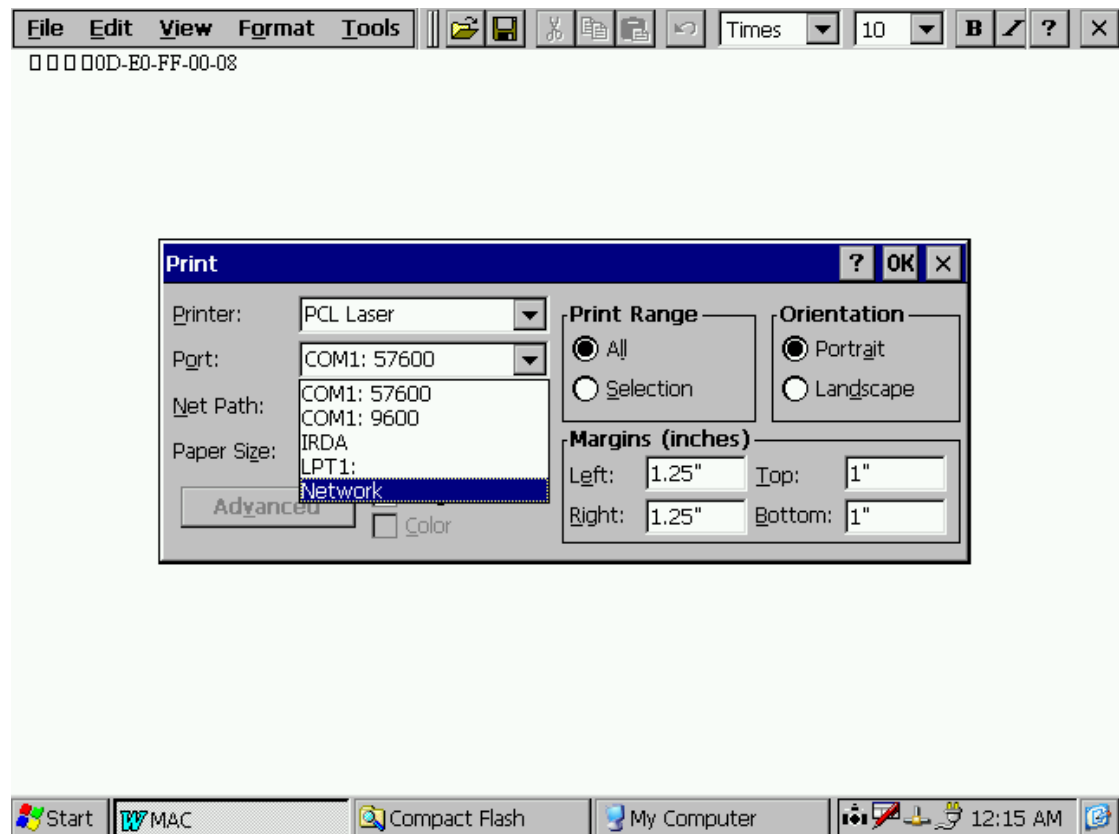 File Edit View Format Tools Times 10 B I ? ×
□□□□0D-E0-FF-00-08
Print ? OK ×
Printer: PCL Laser
Port: COM1: 57600
COM1: 57600
COM1: 9600
IRDA
LPT1:
Network
Net Path:
Paper Size:
Advanced
Color
Print Range
All
Selection
Orientation
Portrait
Landscape
Margins (inches)
Left: 1.25" Top: 1"
Right: 1.25" Bottom: 1"
Start MAC Compact Flash My Computer 12:15 AM